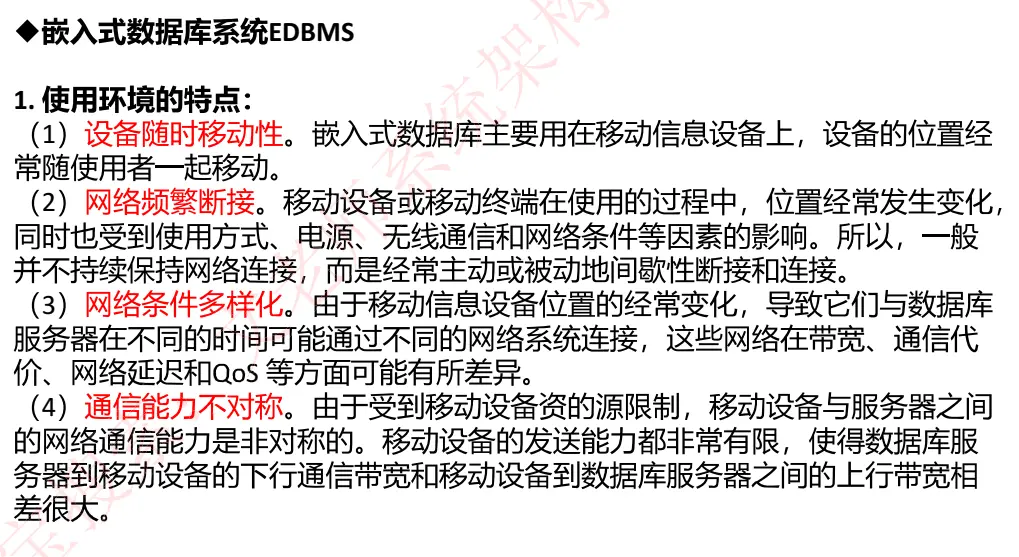 ◆嵌入式数据库系统EDBMS
1. 使用环境的特点：
（1）设备随时移动性。嵌入式数据库主要用在移动信息设备上，设备的位置经
常随使用者一起移动。
（2）网络频繁断接。移动设备或移动终端在使用的过程中，位置经常发生变化，
同时也受到使用方式、电源、无线通信和网络条件等因素的影响。所以，一般
并不持续保持网络连接，而是经常主动或被动地间歇性断接和连接。
（3）网络条件多样化。由于移动信息设备位置的经常变化，导致它们与数据库
服务器在不同的时间可能通过不同的网络系统连接，这些网络在带宽、通信代
价、网络延迟和QoS 等方面可能有所差异。
（4）通信能力不对称。由于受到移动设备资的源限制，移动设备与服务器之间
的网络通信能力是非对称的。移动设备的发送能力都非常有限，使得数据库服
务器到移动设备的下行通信带宽和移动设备到数据库服务器之间的上行带宽相
差很大。
老师系统架构